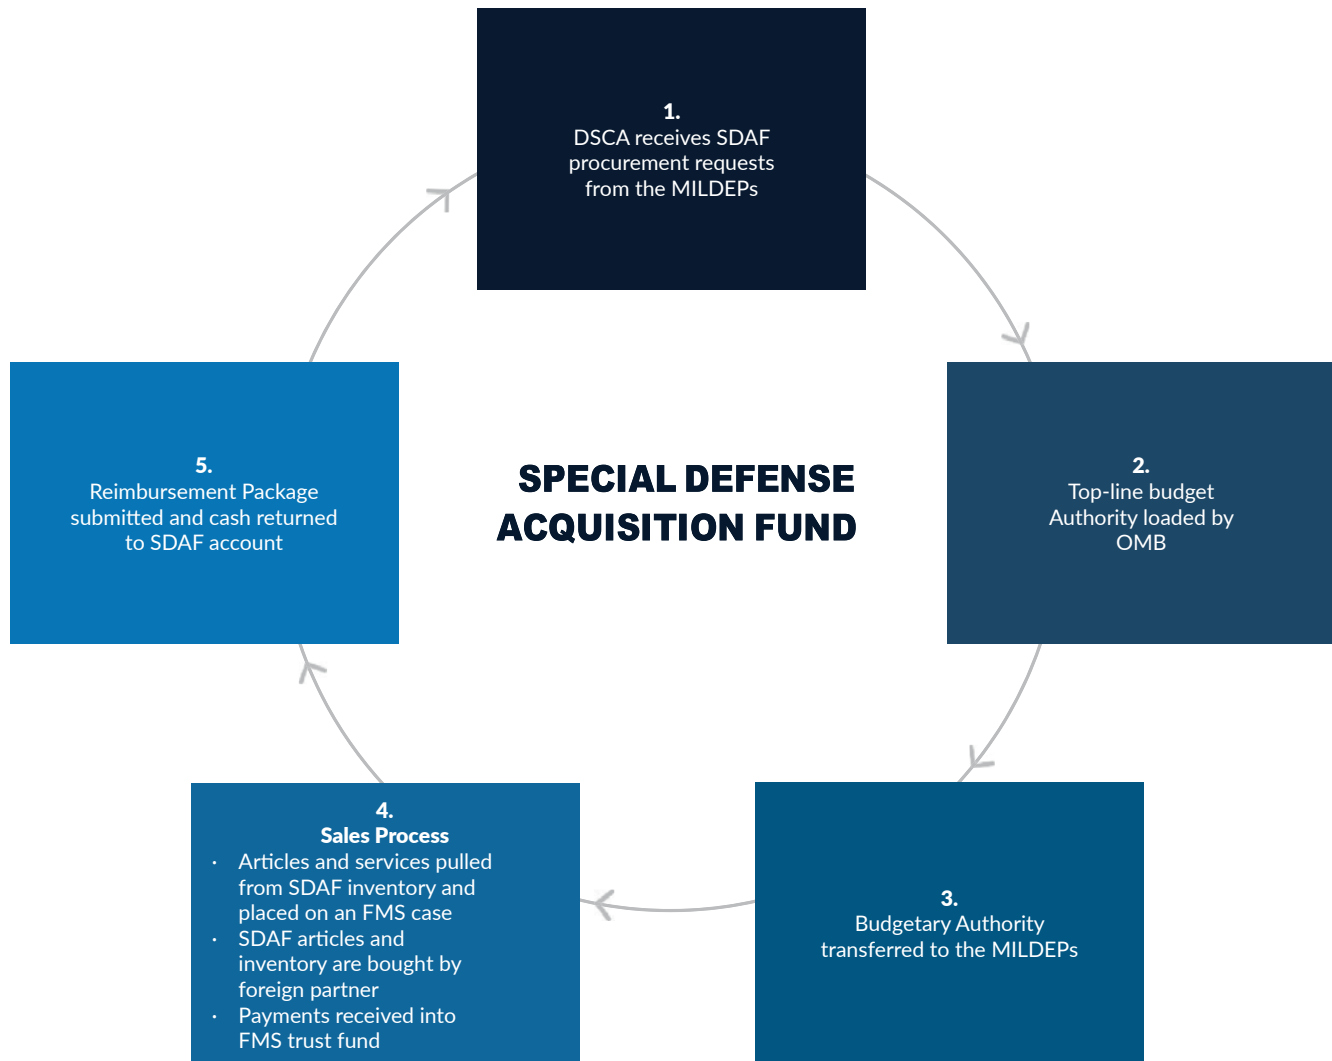 1.
DSCA receives SDAF
procurement requests
from the MILDEPs
2.
Top-line budget
Authority loaded by
OMB
3.
Budgetary Authority
transferred to the MILDEPs
4.
Sales Process
· Articles and services pulled
from SDAF inventory and
placed on an FMS case
· SDAF articles and
inventory are bought by
foreign partner
· Payments received into
FMS trust fund
5.
Reimbursement Package
submitted and cash returned
to SDAF account
SPECIAL DEFENSE
ACQUISITION FUND